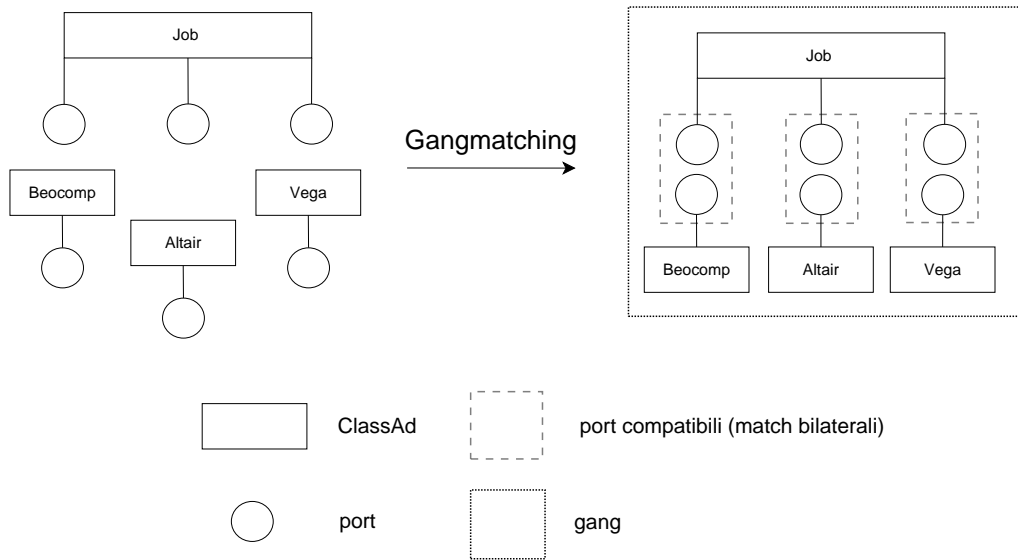 Job
Beocomp
Altair
Vega
Gangmatching
Job
Beocomp
Altair
Vega
ClassAd
port compatibili (match bilaterali)
port
gang